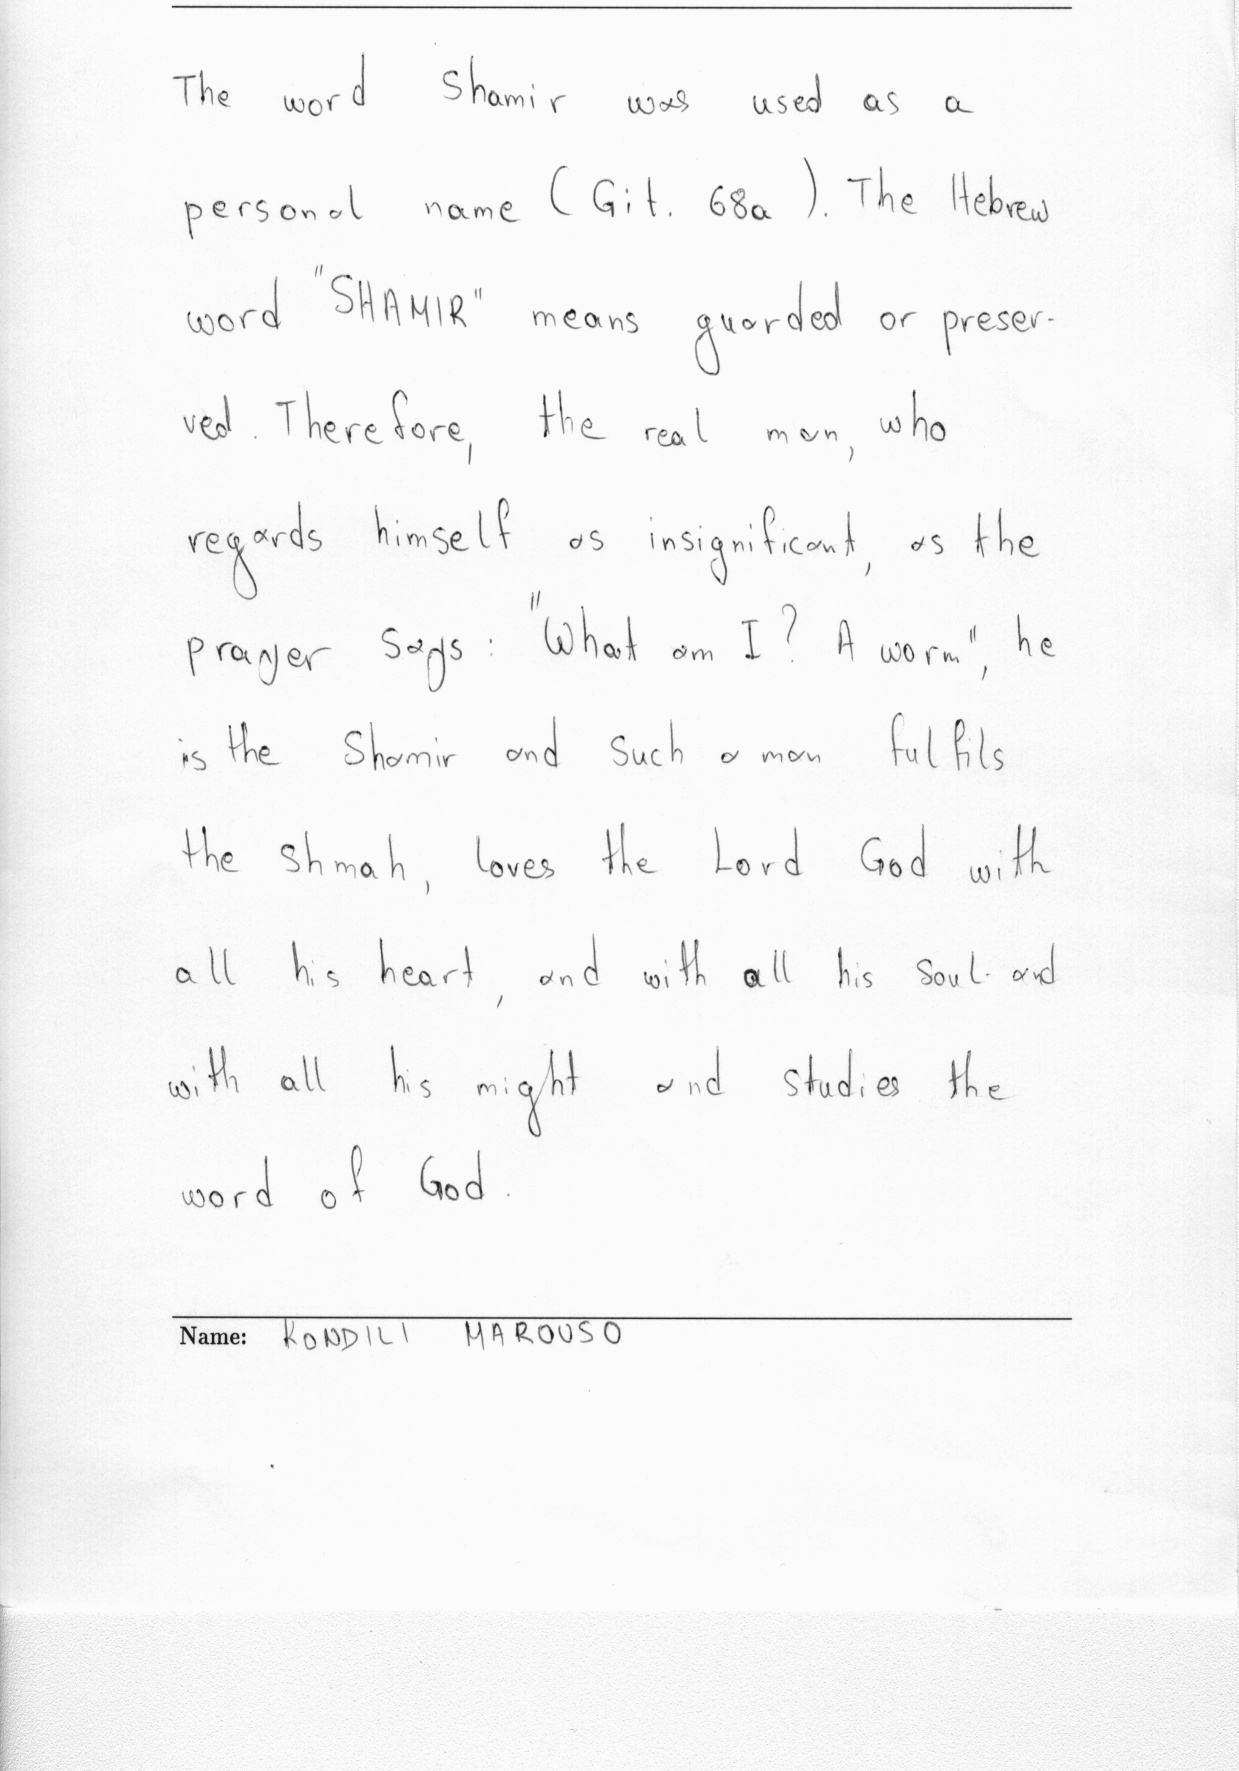 The word Shamir was used as a
personal name (Git. 68a). The Hebrew
word "SHAMIR" means guarded or preser-
ved. Therefore, the real man, who
regards himself as insignificant, as the
prayer says: "What am I? A worm", he
is the Shamir and such a man fulfils
the Shmah, loves the Lord God with
all his heart, and with all his soul and
with all his might and studies the
word of God.
Name: KONDILI MAROUSO